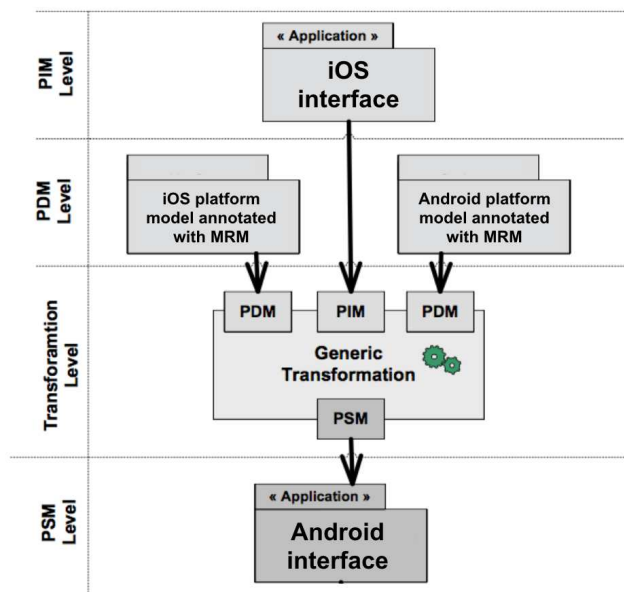 PIM
Level
« Application »
iOS
interface
PDM
Level
iOS platform
model annotated
with MRM
Android platform
model annotated
with MRM
Transforamtion
Level
PDM
PIM
PDM
Generic
Transformation
PSM
PSM
Level
« Application »
Android
interface